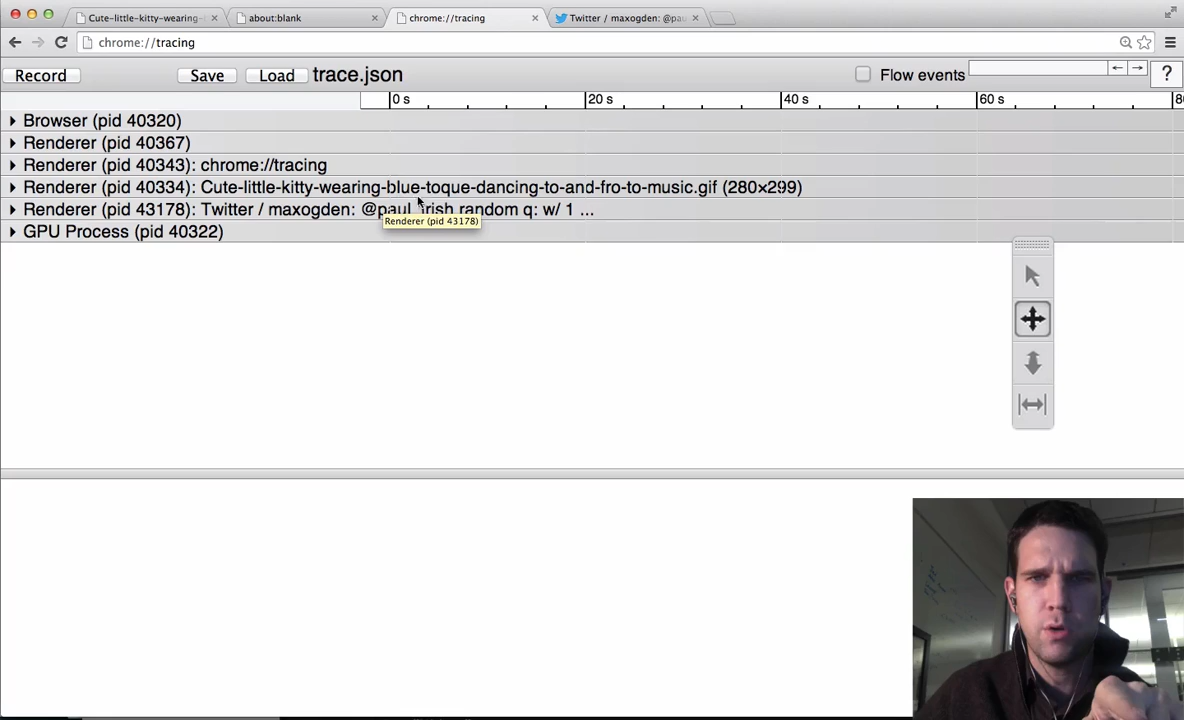 Cute-little-kitty-wearing-
about:blank
chrome://tracing
Twitter / maxogden: @pau
chrome://tracing
Record
Save
Load
trace.json
Flow events
?
0 s
20 s
40 s
60 s
80
Browser (pid 40320)
Renderer (pid 40367)
Renderer (pid 40343): chrome://tracing
Renderer (pid 40334): Cute-little-kitty-wearing-blue-toque-dancing-to-and-fro-to-music.gif (280×299)
Renderer (pid 43178): Twitter / maxogden: @paul_irish random q: w/ 1 ...
Renderer (pid 43178)
GPU Process (pid 40322)